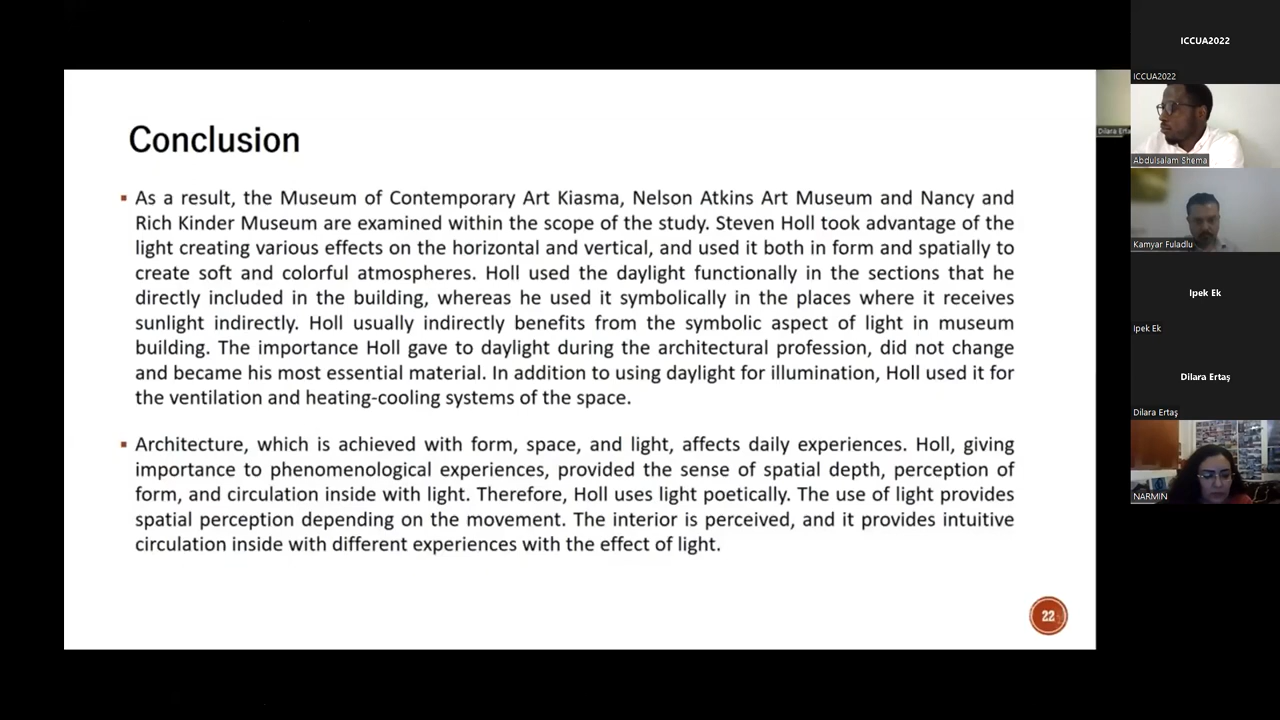 Conclusion
As a result, the Museum of Contemporary Art Kiasma, Nelson Atkins Art Museum and Nancy and
Rich Kinder Museum are examined within the scope of the study. Steven Holl took advantage of the
light creating various effects on the horizontal and vertical, and used it both in form and spatially to
create soft and colorful atmospheres. Holl used the daylight functionally in the sections that he
directly included in the building, whereas he used it symbolically in the places where it receives
sunlight indirectly. Holl usually indirectly benefits from the symbolic aspect of light in museum
building. The importance Holl gave to daylight during the architectural profession, did not change
and became his most essential material. In addition to using daylight for illumination, Holl used it for
the ventilation and heating-cooling systems of the space.
Architecture, which is achieved with form, space, and light, affects daily experiences. Holl, giving
importance to phenomenological experiences, provided the sense of spatial depth, perception of
form, and circulation inside with light. Therefore, Holl uses light poetically. The use of light provides
spatial perception depending on the movement. The interior is perceived, and it provides intuitive
circulation inside with different experiences with the effect of light.
22
Dilara Erta
ICCUA2022
ICCUA2022
Abdulsalam Shema
Kamyar Fuladlu
Ipek Ek
Ipek Ek
Dilara Ertaş
Dilara Ertaş
NARMIN